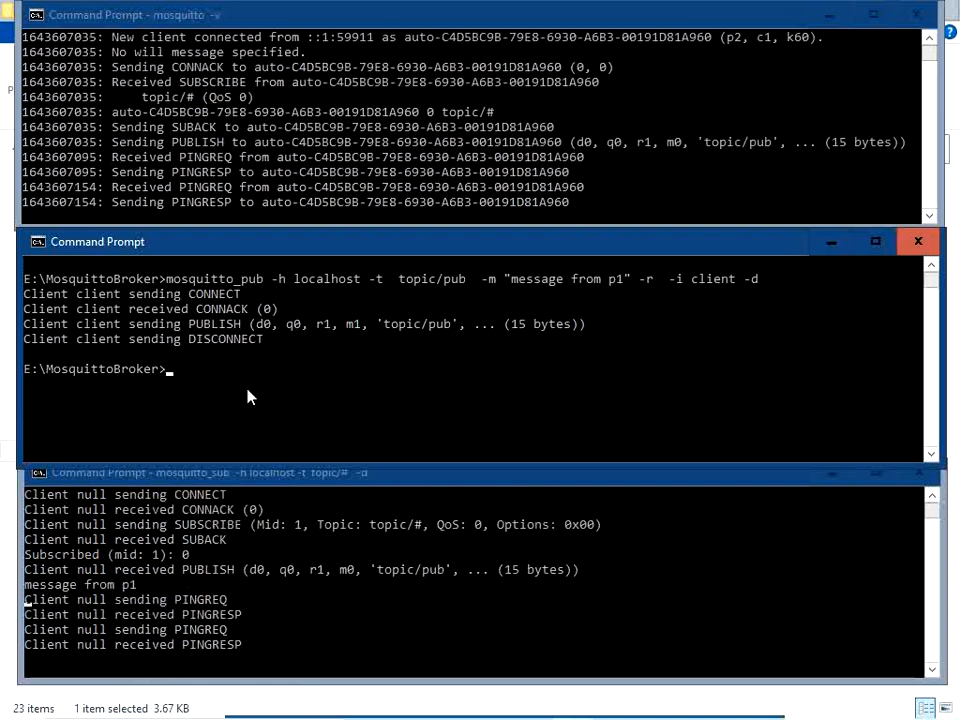 Command Prompt - mosquitto -v
1643607035: New client connected from ::1:59911 as auto-C4D5BC9B-79E8-6930-A6B3-00191D81A960 (p2, c1, k60).
1643607035: No will message specified.
1643607035: Sending CONNACK to auto-C4D5BC9B-79E8-6930-A6B3-00191D81A960 (0, 0)
1643607035: Received SUBSCRIBE from auto-C4D5BC9B-79E8-6930-A6B3-00191D81A960
1643607035:     topic/# (QoS 0)
1643607035: auto-C4D5BC9B-79E8-6930-A6B3-00191D81A960 0 topic/#
1643607035: Sending SUBACK to auto-C4D5BC9B-79E8-6930-A6B3-00191D81A960
1643607035: Sending PUBLISH to auto-C4D5BC9B-79E8-6930-A6B3-00191D81A960 (d0, q0, r1, m0, 'topic/pub', ... (15 bytes))
1643607095: Received PINGREQ from auto-C4D5BC9B-79E8-6930-A6B3-00191D81A960
1643607095: Sending PINGRESP to auto-C4D5BC9B-79E8-6930-A6B3-00191D81A960
1643607154: Received PINGREQ from auto-C4D5BC9B-79E8-6930-A6B3-00191D81A960
1643607154: Sending PINGRESP to auto-C4D5BC9B-79E8-6930-A6B3-00191D81A960
Command Prompt
E:\MosquittoBroker>mosquitto_pub -h localhost -t  topic/pub  -m "message from p1" -r  -i client -d
Client client sending CONNECT
Client client received CONNACK (0)
Client client sending PUBLISH (d0, q0, r1, m1, 'topic/pub', ... (15 bytes))
Client client sending DISCONNECT
E:\MosquittoBroker>
Command Prompt - mosquitto_sub -h localhost -t topic/# -d
Client null sending CONNECT
Client null received CONNACK (0)
Client null sending SUBSCRIBE (Mid: 1, Topic: topic/#, QoS: 0, Options: 0x00)
Client null received SUBACK
Subscribed (mid: 1): 0
Client null received PUBLISH (d0, q0, r1, m0, 'topic/pub', ... (15 bytes))
message from p1
Client null sending PINGREQ
Client null received PINGRESP
Client null sending PINGREQ
Client null received PINGRESP
23 items 1 item selected 3.67 KB